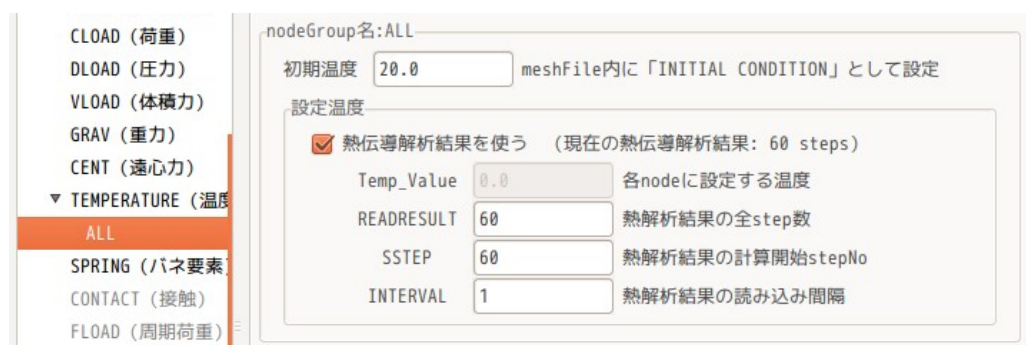 CLOAD (荷重)
DLOAD (圧力)
VLOAD (体積力)
GRAV (重力)
CENT (遠心力)
▼ TEMPERATURE (温度
ALL
SPRING (バネ要素)
CONTACT (接触)
FLOAD (周期荷重)
nodeGroup名:ALL
初期温度 20.0 meshFile内に「INITIAL CONDITION」として設定
設定温度
熱伝導解析結果を使う (現在の熱伝導解析結果: 60 steps)
Temp_Value 0.0 各nodeに設定する温度
READRESULT 60 熱解析結果の全step数
SSTEP 60 熱解析結果の計算開始stepNo
INTERVAL 1 熱解析結果の読み込み間隔